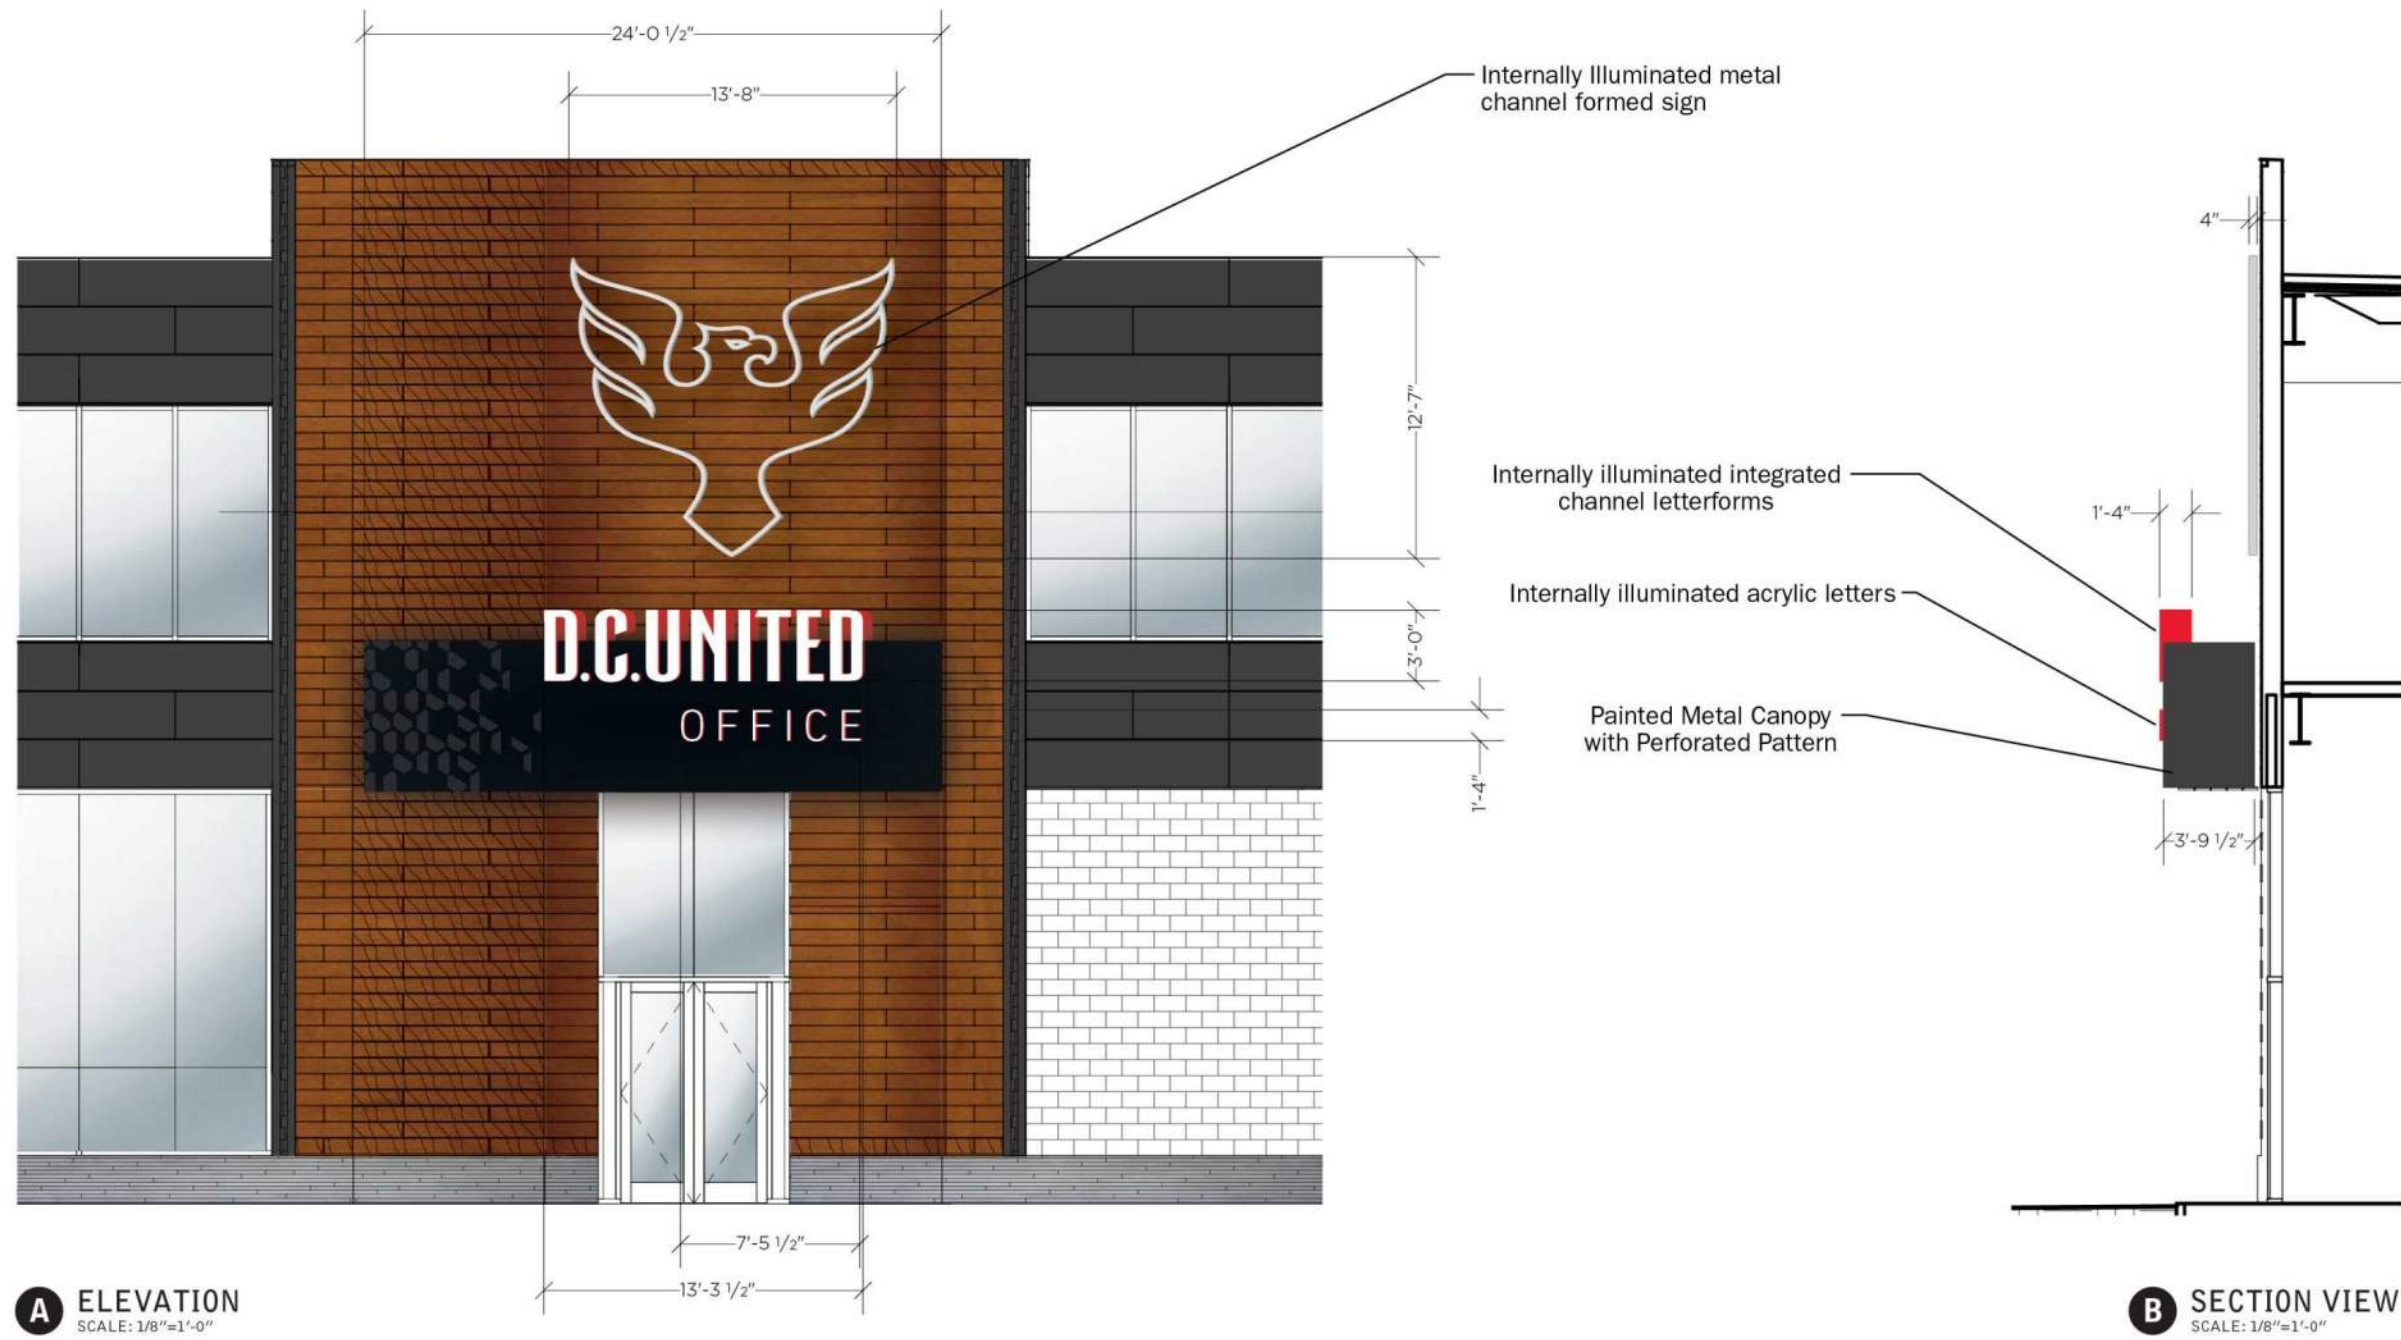 24'-0 1/2"
13'-8"
Internally Illuminated metal
channel formed sign
4"
12'-7"
Internally illuminated integrated
channel letterforms
1'-4"
Internally illuminated acrylic letters
D.C.UNITED
3'-0"
OFFICE
Painted Metal Canopy
with Perforated Pattern
1'-4"
3'-9 1/2"
7'-5 1/2"
13'-3 1/2"
A ELEVATION
SCALE: 1/8"=1'-0"
B SECTION VIEW
SCALE: 1/8"=1'-0"